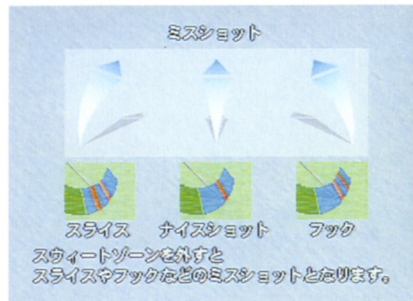 ミスショット
スライス ナイスショット フック
スウィートゾーンを外すと
スライスやフックなどのミスショットとなります。